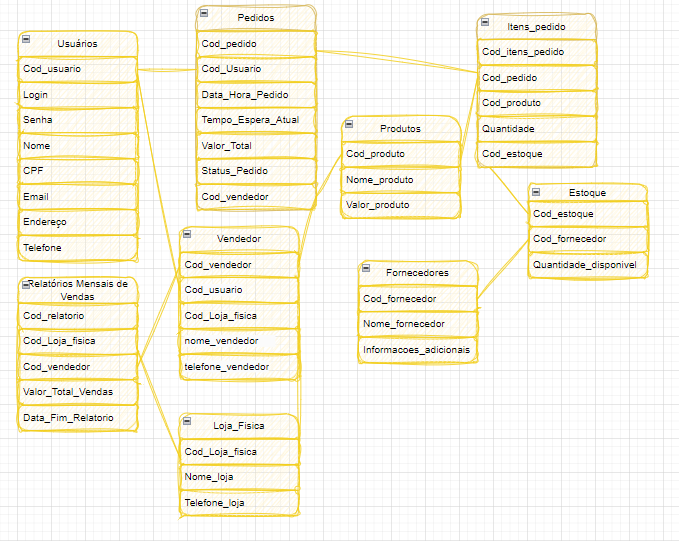 Usuários
Cod_usuario
Login
Senha
Nome
CPF
Email
Endereço
Telefone
Pedidos
Cod_pedido
Cod_Usuario
Data_Hora_Pedido
Tempo_Espera_Atual
Valor_Total
Status_Pedido
Cod_vendedor
Itens_pedido
Cod_itens_pedido
Cod_pedido
Cod_produto
Quantidade
Cod_estoque
Produtos
Cod_produto
Nome_produto
Valor_produto
Estoque
Cod_estoque
Cod_fornecedor
Quantidade_disponivel
Vendedor
Cod_vendedor
Cod_usuario
Cod_Loja_fisica
nome_vendedor
telefone_vendedor
Fornecedores
Cod_fornecedor
Nome_fornecedor
Informacoes_adicionais
Relatórios Mensais de
Vendas
Cod_relatorio
Cod_Loja_fisica
Cod_vendedor
Valor_Total_Vendas
Data_Fim_Relatorio
Loja_Fisica
Cod_Loja_fisica
Nome_loja
Telefone_loja